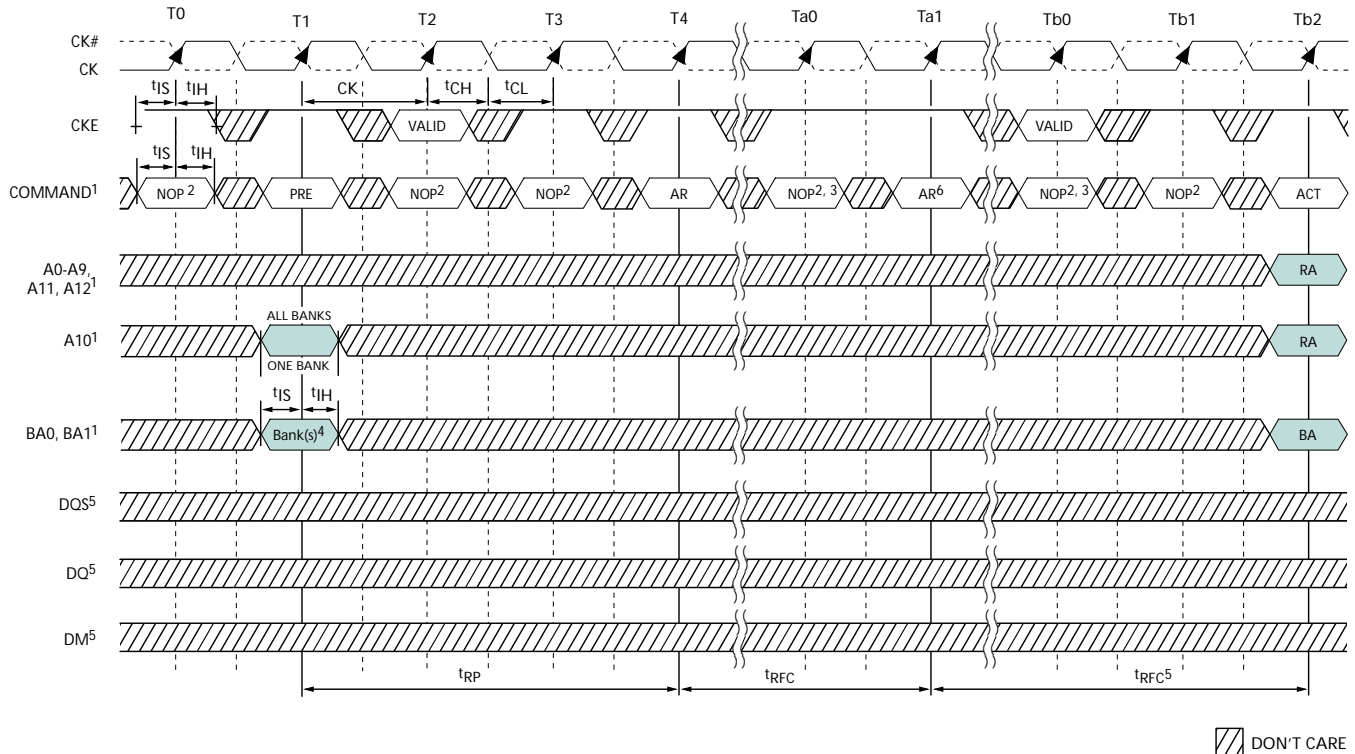 T0 T1 T2 T3 T4 Ta0 Ta1 Tb0 Tb1 Tb2
CK#
CK
tIS tIH CK tCH tCL
CKE VALID VALID
tIS tIH
COMMAND1 NOP2 PRE NOP2 NOP2 AR NOP2, 3 AR6 NOP2, 3 NOP2 ACT
A0-A9,
A11, A121 RA
ALL BANKS
A101 RA
ONE BANK
tIS tIH
BA0, BA11 Bank(s)4 BA
DQS5
DQ5
DM5
tRP tRFC tRFC5
DON'T CARE